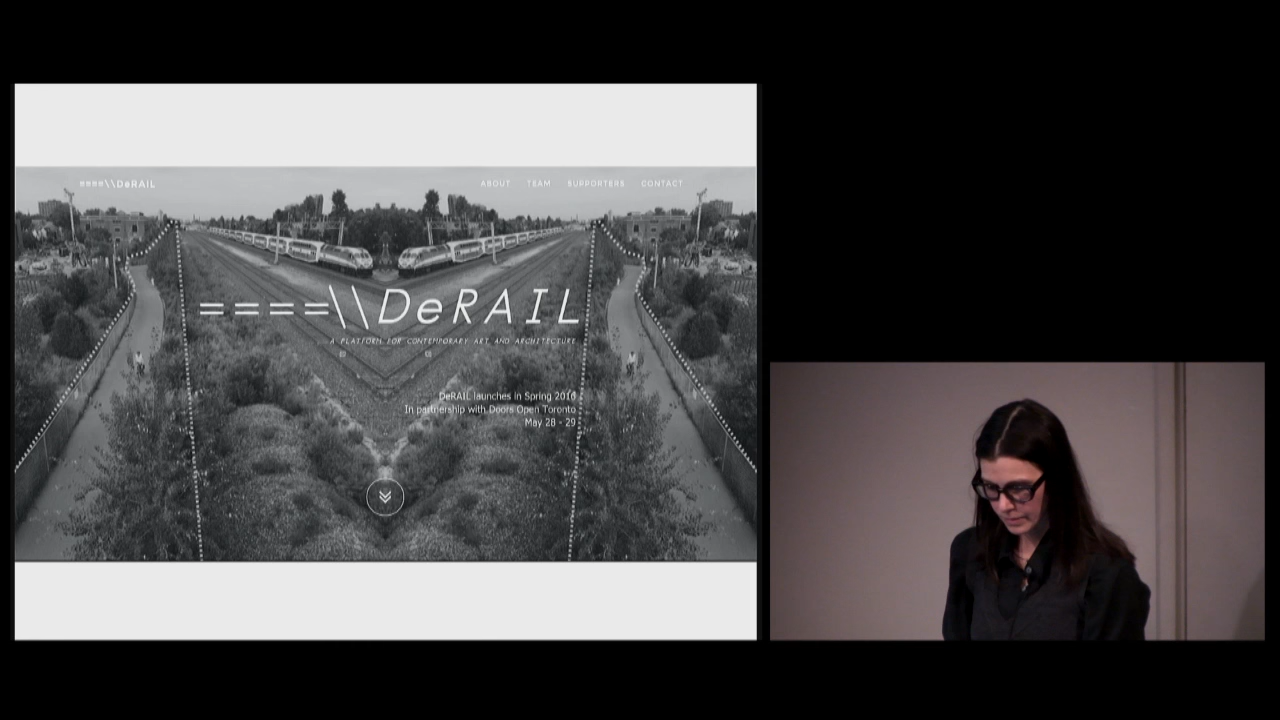 ====\\DeRAIL
ABOUT TEAM SUPPORTERS CONTACT
====\\DeRAIL
A PLATFORM FOR CONTEMPORARY ART AND ARCHITECTURE
DeRAIL launches in Spring 2016
In partnership with Doors Open Toronto
May 28 - 29